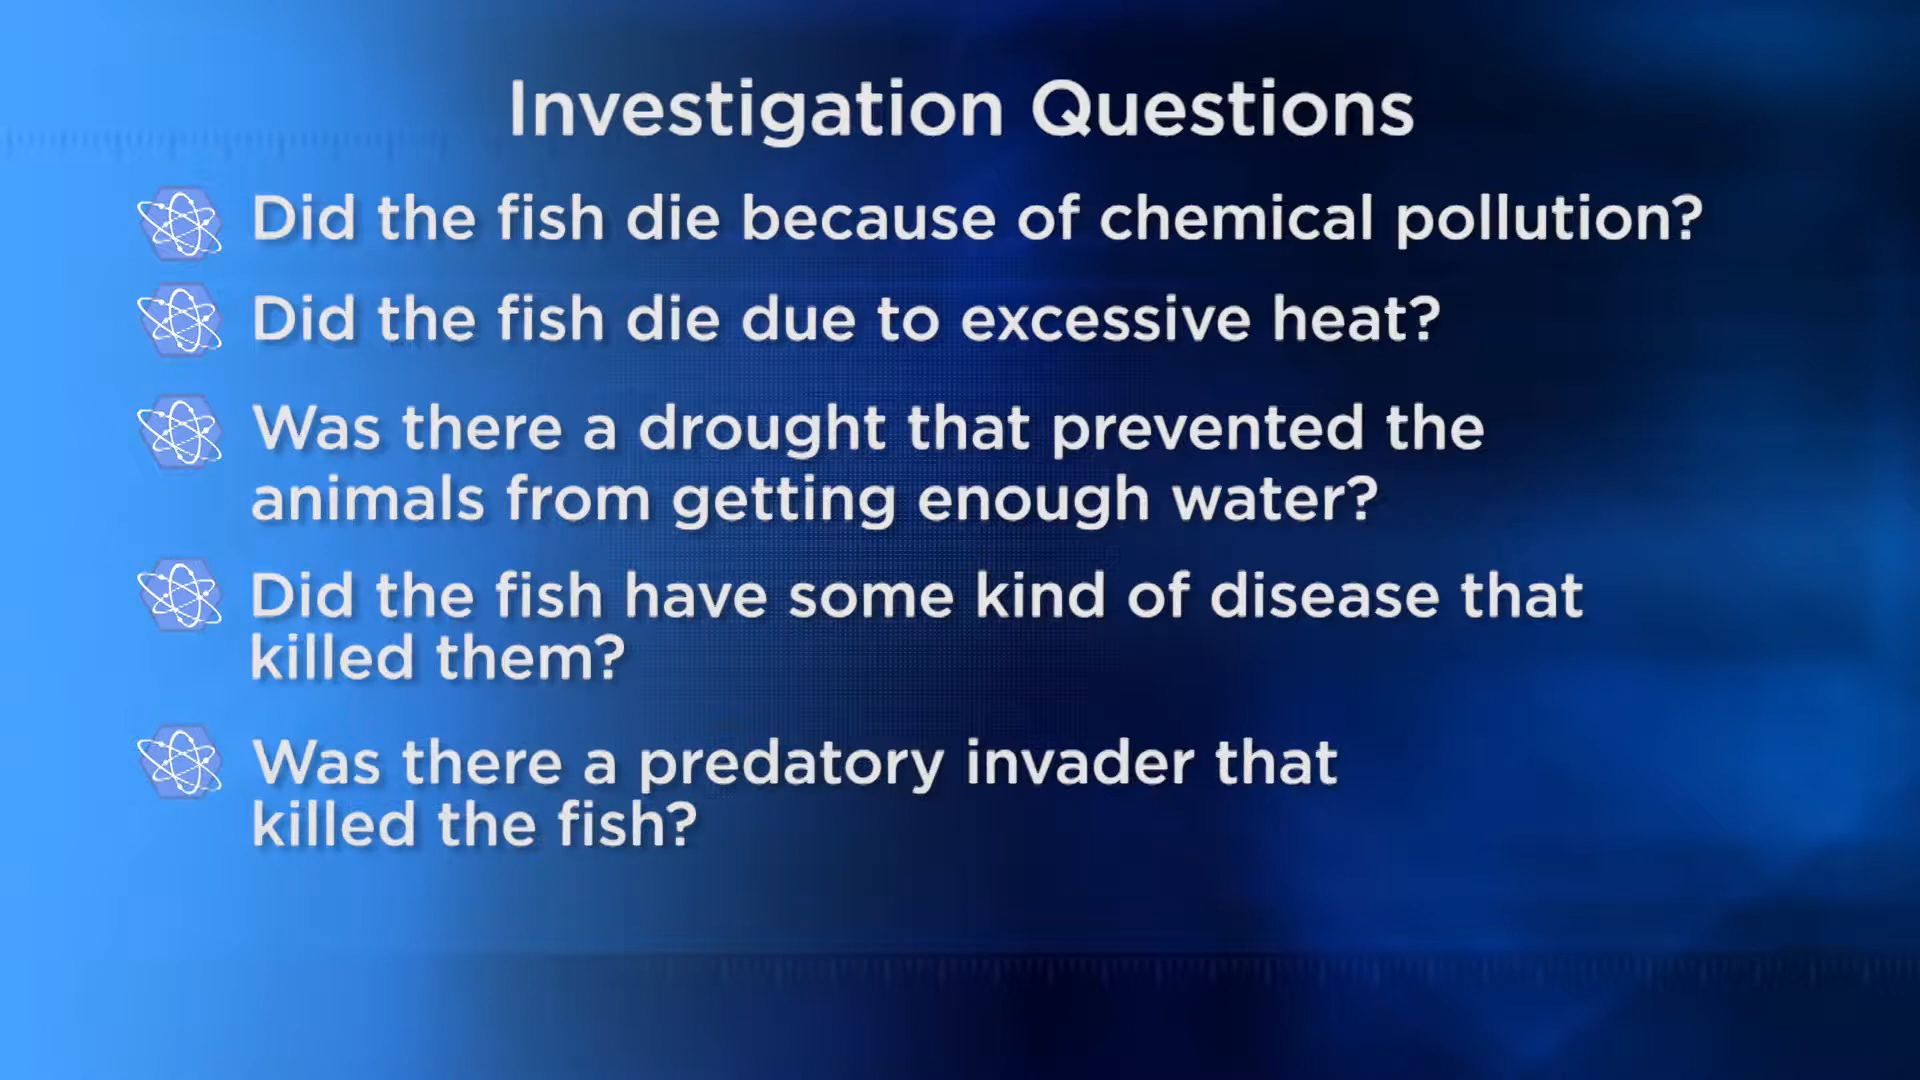 Investigation Questions
Did the fish die because of chemical pollution?
Did the fish die due to excessive heat?
Was there a drought that prevented the
animals from getting enough water?
Did the fish have some kind of disease that
killed them?
Was there a predatory invader that
killed the fish?